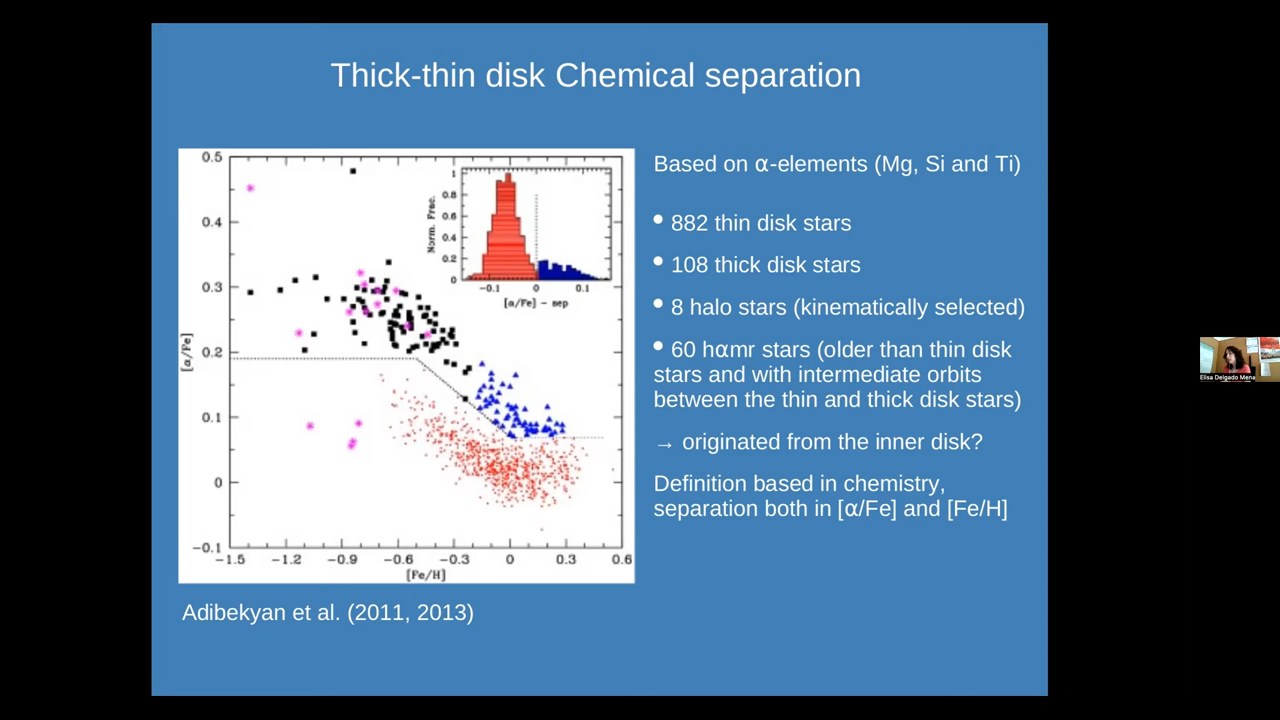 Thick-thin disk Chemical separation
0.5
0.4
0.3
0.2
0.1
0
−0.1
[α/Fe]
−1.5 −1.2 −0.9 −0.6 −0.3 0 0.3 0.6
[Fe/H]
1
0.8
0.6
0.4
0.2
0
Norm. Frac.
−0.1 0 0.1
[α/Fe] − sep
Based on α-elements (Mg, Si and Ti)
• 882 thin disk stars
• 108 thick disk stars
• 8 halo stars (kinematically selected)
• 60 hαmr stars (older than thin disk
stars and with intermediate orbits
between the thin and thick disk stars)
→ originated from the inner disk?
Definition based in chemistry,
separation both in [α/Fe] and [Fe/H]
Adibekyan et al. (2011, 2013)
Elisa Delgado Mena